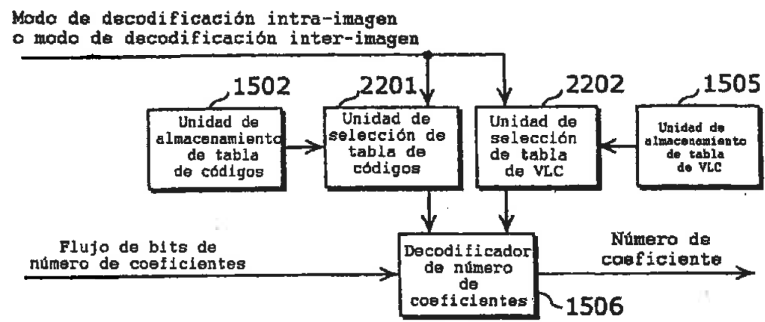 Modo de decodificación intra-imagen
o modo de decodificación inter-imagen
1502
2201
2202
1505
Unidad de
almacenamiento
de tabla
de códigos
Unidad de
selección de
tabla de
códigos
Unidad de
selección
de tabla
de VLC
Unidad de
almacenamiento
de tabla
de VLC
Flujo de bits de
número de coeficientes
Decodificador
de número
de
coeficientes
Número de
coeficiente
1506